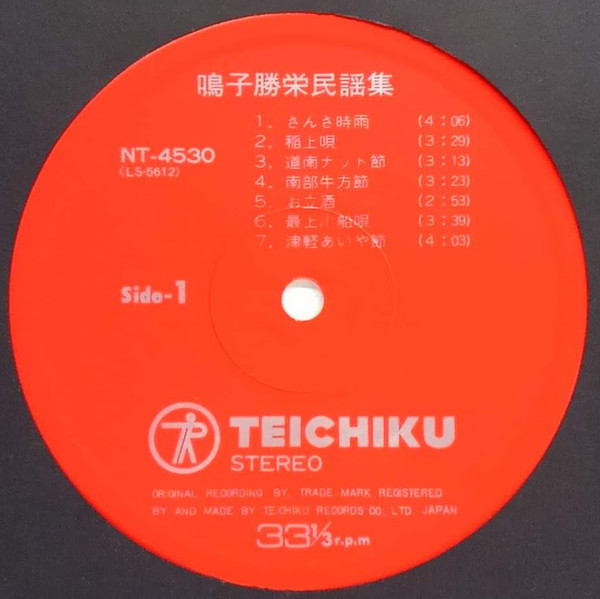 鳴子勝栄民謡集
NT-4530
(LS-5612)
1. さんさ時雨 (4:06)
2. 稲上唄 (3:29)
3. 道南ナット節 (3:13)
4. 南部牛方節 (3:23)
5. お立酒 (2:53)
6. 最上川船唄 (3:39)
7. 津軽あいや節 (4:03)
Side-1
TEICHIKU
STEREO
ORIGINAL RECORDING BY. TRADE MARK REGISTERED
BY AND MADE BY TEICHIKU RECORDS CO., LTD. JAPAN
33⅓ r.p.m